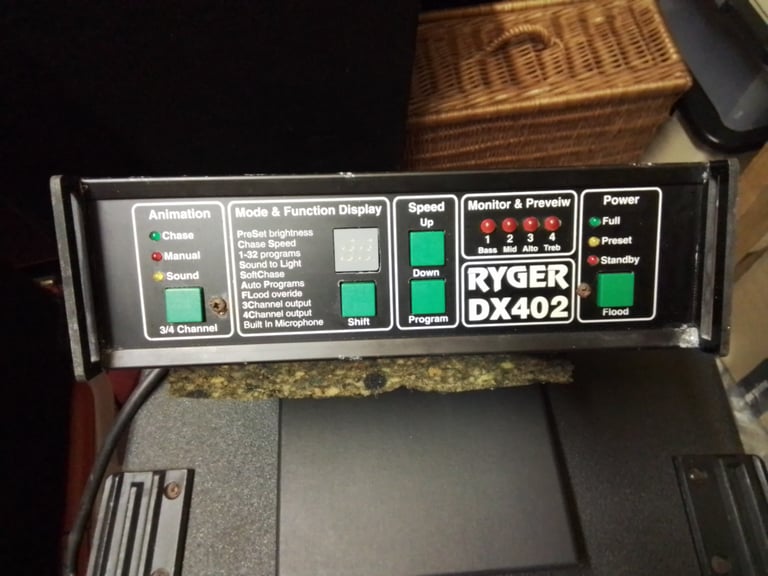 Animation
Chase
Manual
Sound
3/4 Channel
Mode & Function Display
PreSet brightness
Chase Speed
1-32 programs
Sound to Light
SoftChase
Auto Programs
FLood overide
3Channel output
4Channel output
Built In Microphone
Shift
Speed
Up
Down
Program
Monitor & Preveiw
1 2 3 4
Bass Mid Alto Treb
RYGER
DX402
Power
Full
Preset
Standby
Flood